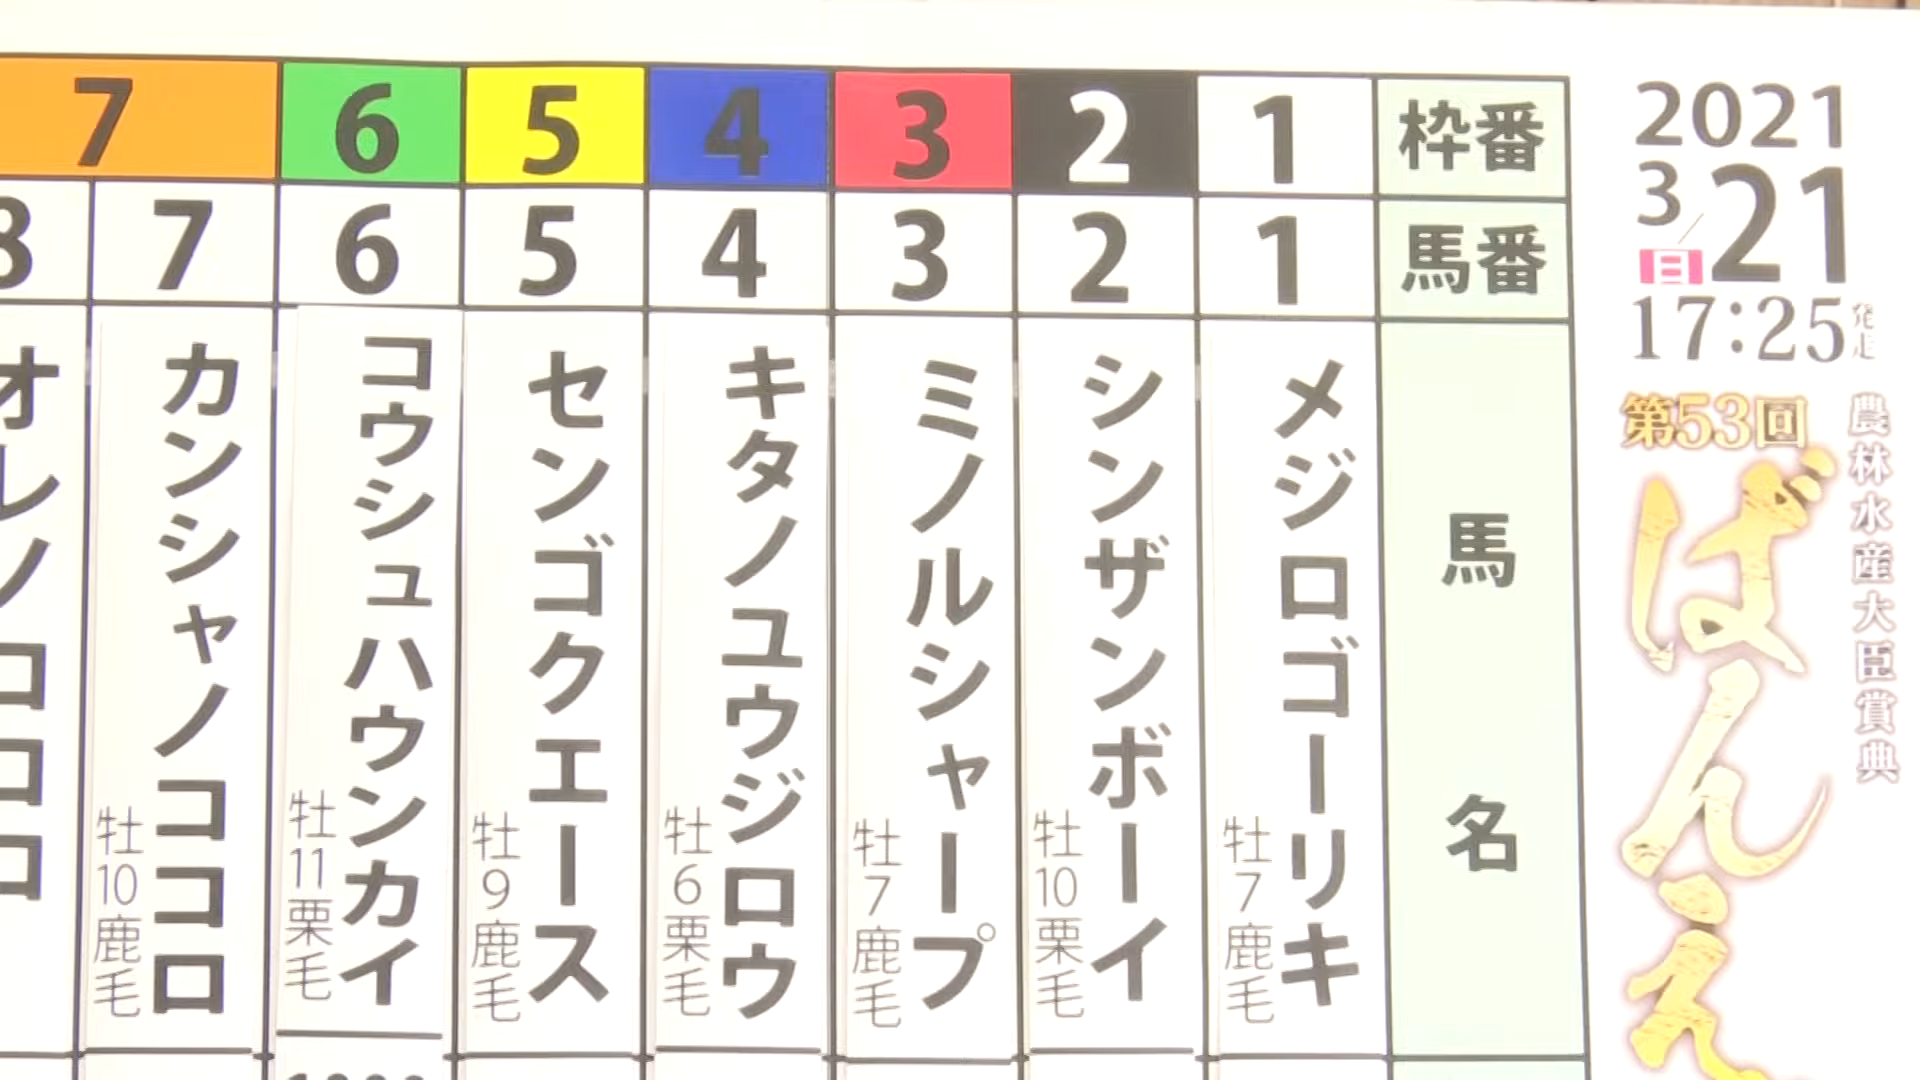 2021
3/21
日
17:25発走
農林水産大臣賞典
第53回
ばんえ
枠番
1
2
3
4
5
6
7
馬番
1
2
3
4
5
6
7
8
馬名
メジロゴーリキ
牡7鹿毛
シンザンボーイ
牡10栗毛
ミノルシャープ
牡7鹿毛
キタノユウジロウ
牡6栗毛
センゴクエース
牡9鹿毛
コウシュハウンカイ
牡11栗毛
カンシャノココロ
牡10鹿毛
オレノココロ